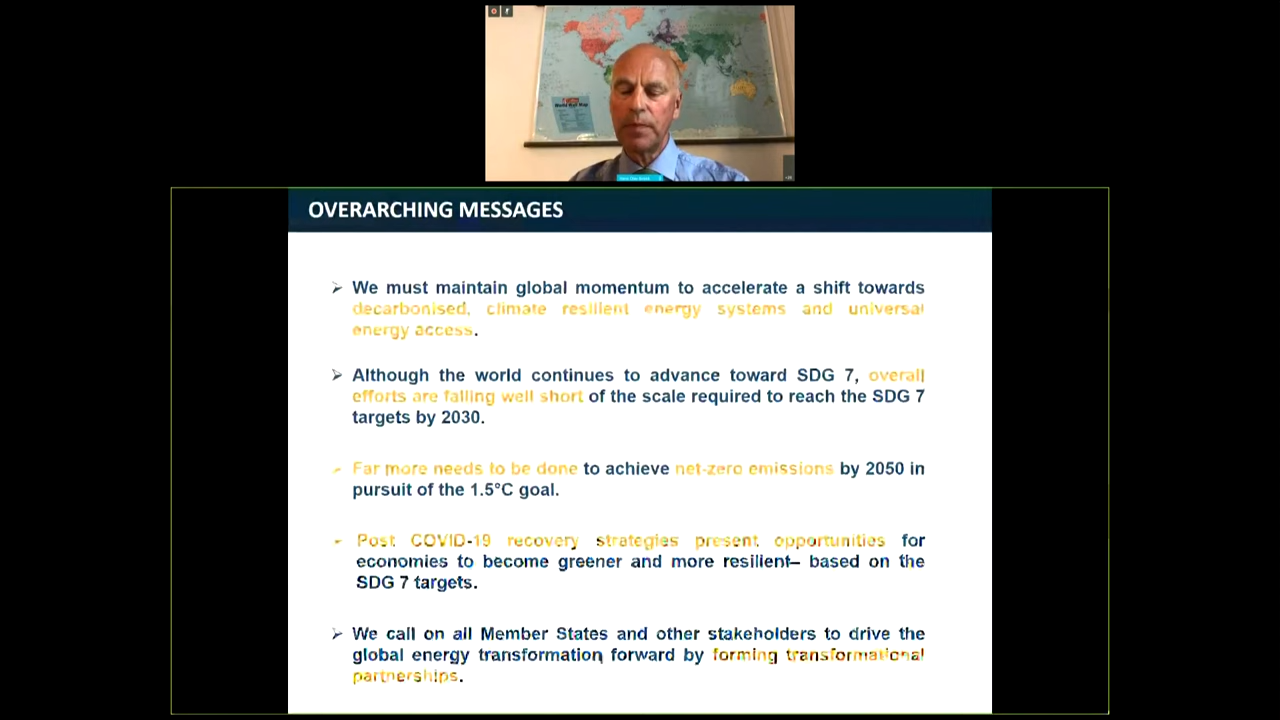 World Map
OVERARCHING MESSAGES
➢ We must maintain global momentum to accelerate a shift towards
decarbonised, climate resilient energy systems and universal
energy access.
➢ Although the world continues to advance toward SDG 7, overall
efforts are falling well short of the scale required to reach the SDG 7
targets by 2030.
➢ Far more needs to be done to achieve net-zero emissions by 2050 in
pursuit of the 1.5°C goal.
➢ Post COVID-19 recovery strategies present opportunities for
economies to become greener and more resilient– based on the
SDG 7 targets.
➢ We call on all Member States and other stakeholders to drive the
global energy transformation forward by forming transformational
partnerships.